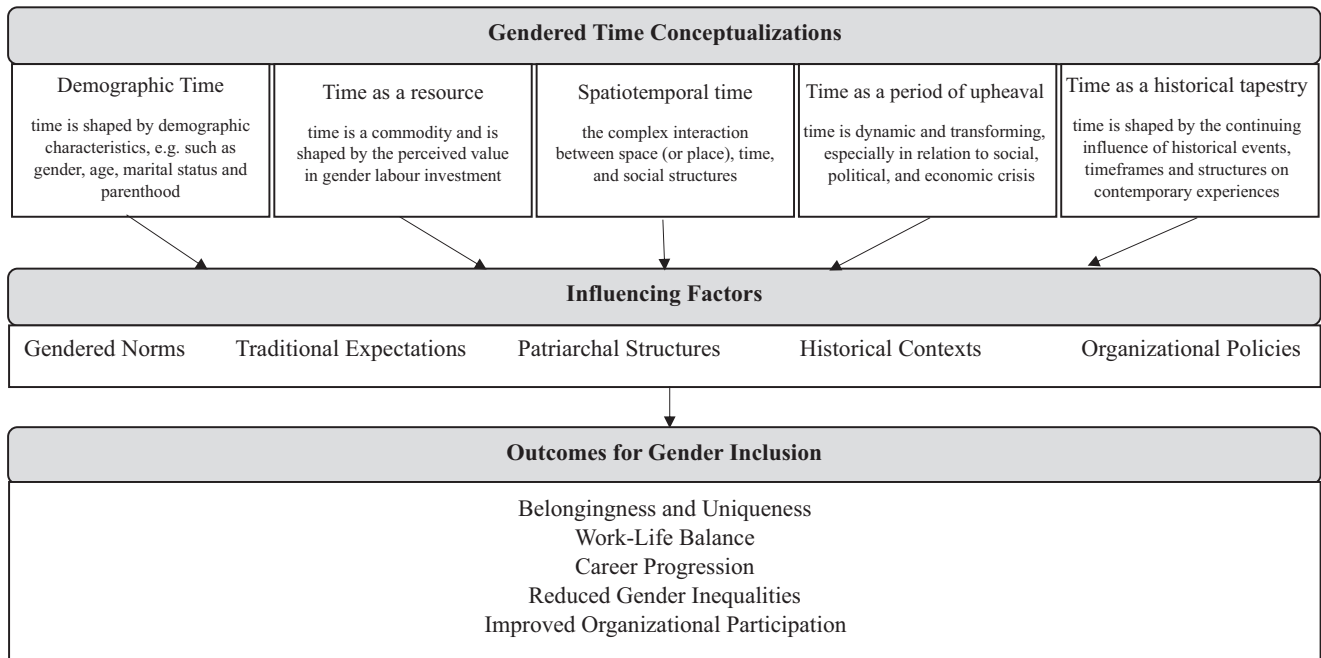 Gendered Time Conceptualizations
Demographic Time
time is shaped by demographic
characteristics, e.g. such as
gender, age, marital status and
parenthood
Time as a resource
time is a commodity and is
shaped by the perceived value
in gender labour investment
Spatiotemporal time
the complex interaction
between space (or place), time,
and social structures
Time as a period of upheaval
time is dynamic and transforming,
especially in relation to social,
political, and economic crisis
Time as a historical tapestry
time is shaped by the continuing
influence of historical events,
timeframes and structures on
contemporary experiences
Influencing Factors
Gendered Norms
Traditional Expectations
Patriarchal Structures
Historical Contexts
Organizational Policies
Outcomes for Gender Inclusion
Belongingness and Uniqueness
Work-Life Balance
Career Progression
Reduced Gender Inequalities
Improved Organizational Participation